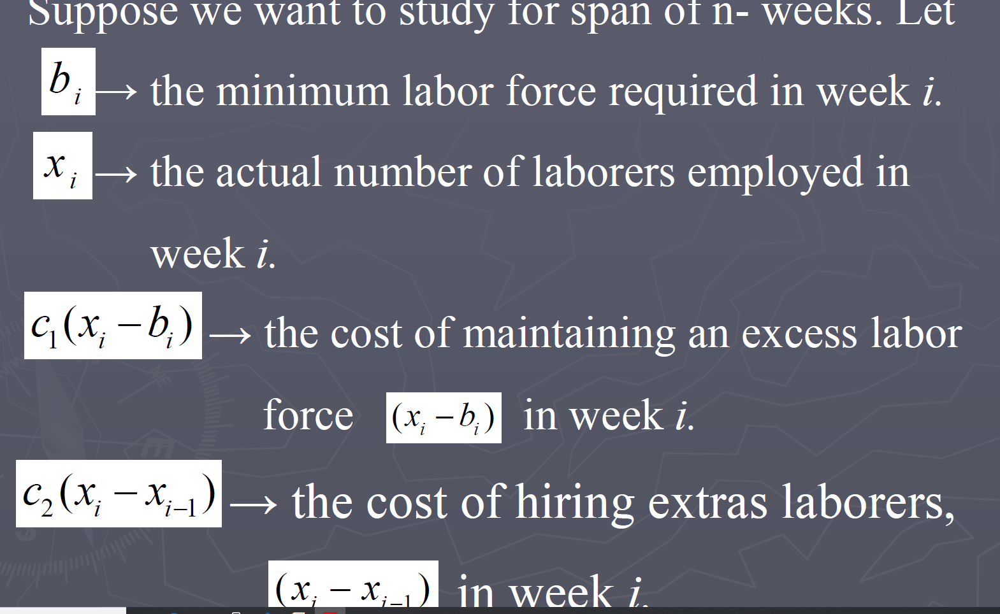 Suppose we want to study for span of n- weeks. Let
b_i → the minimum labor force required in week i.
x_i → the actual number of laborers employed in
week i.
c_1(x_i − b_i) → the cost of maintaining an excess labor
force (x_i − b_i) in week i.
c_2(x_i − x_{i−1}) → the cost of hiring extras laborers,
(x_i − x_{i−1}) in week i.